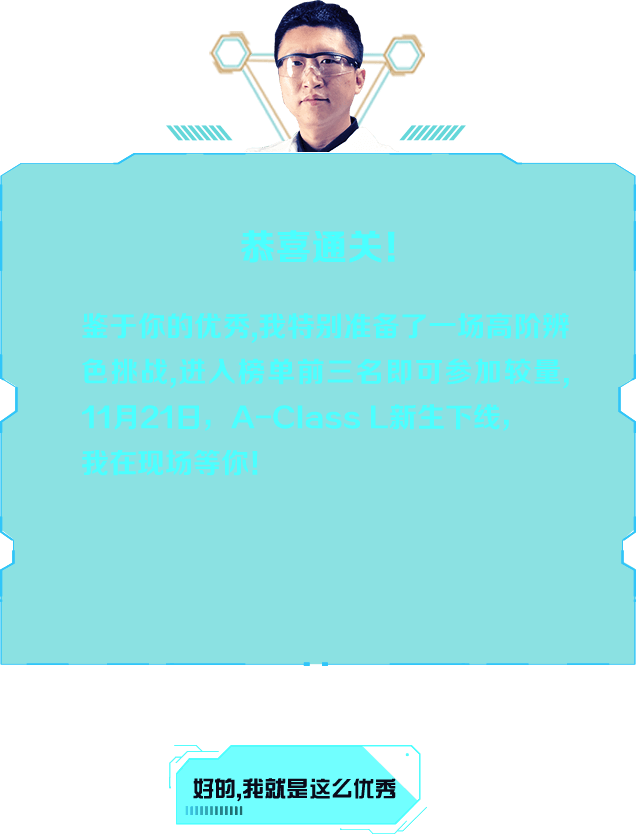 恭喜通关!
鉴于你的优秀,我特别准备了一场高阶辨
色挑战,进入榜单前三名即可参加较量,
11月21日，A-Class L新生下线，
我在现场等你!
好的,我就是这么优秀